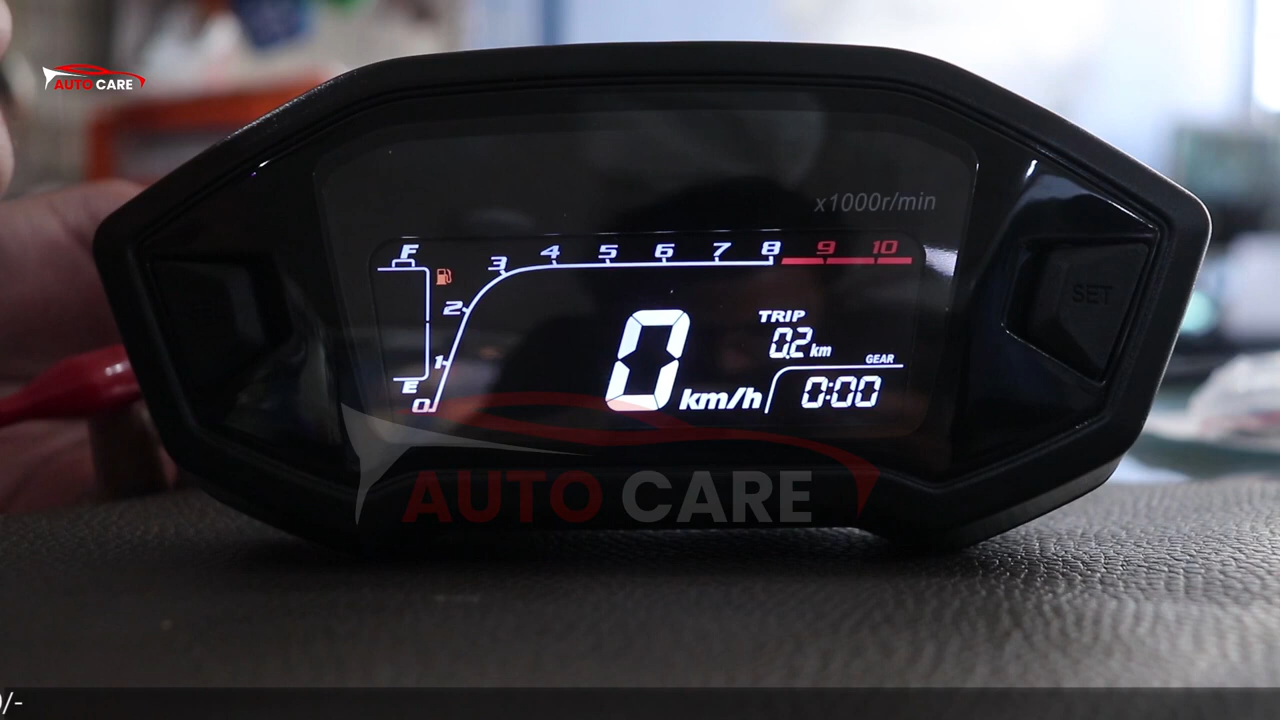 AUTO CARE
x1000r/min
F
3 4 5 6 7 8 9 10
2
1
E
0
TRIP
0.2 km
0 km/h
GEAR
0:00
SET
AUTO CARE
/-